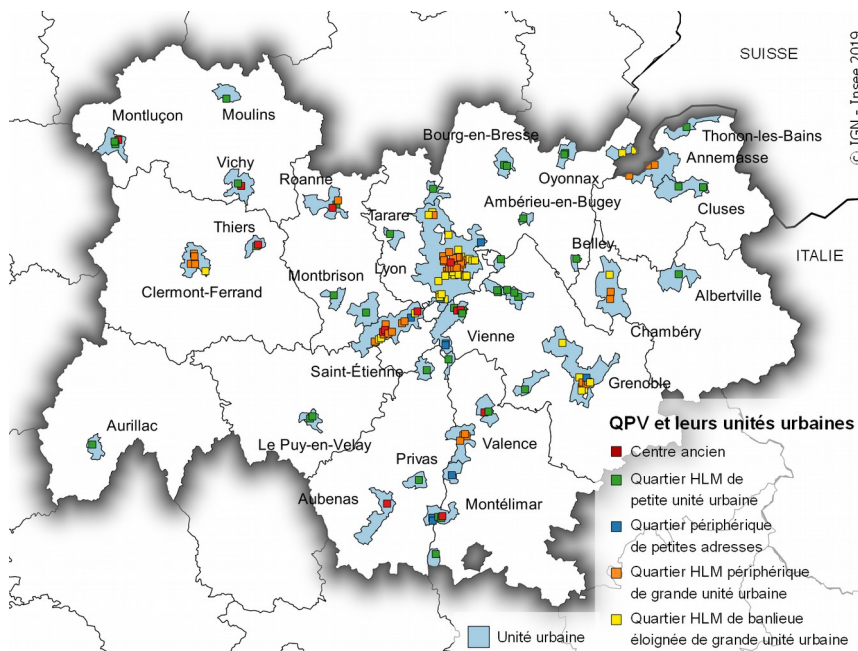 SUISSE
© IGN - Insee 2019
Moulins
Montluçon
Bourg-en-Bresse
Thonon-les-Bains
Annemasse
Vichy
Roanne
Oyonnax
Cluses
Ambérieu-en-Bugey
Tarare
Thiers
Belley
ITALIE
Lyon
Montbrison
Clermont-Ferrand
Albertville
Chambéry
Vienne
Saint-Étienne
Grenoble
Aurillac
Le Puy-en-Velay
Valence
Privas
Aubenas
Montélimar
QPV et leurs unités urbaines
Centre ancien
Quartier HLM de
petite unité urbaine
Quartier périphérique
de petites adresses
Quartier HLM périphérique
de grande unité urbaine
Quartier HLM de banlieue
éloignée de grande unité urbaine
Unité urbaine